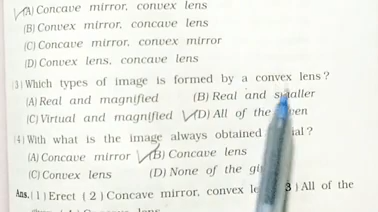 (A) Concave mirror, convex lens
(B) Convex mirror, concave lens
(C) Concave mirror, convex mirror
(D) Convex lens, concave lens
(3) Which types of image is formed by a convex lens?
(A) Real and magnified (B) Real and smaller
(C) Virtual and magnified (D) All of the
(4) With what is the image always obtained
(A) Concave mirror (B) Concave lens
(C) Convex lens (D) None of the
Ans. (1) Erect (2) Concave mirror, convex 3) All of the